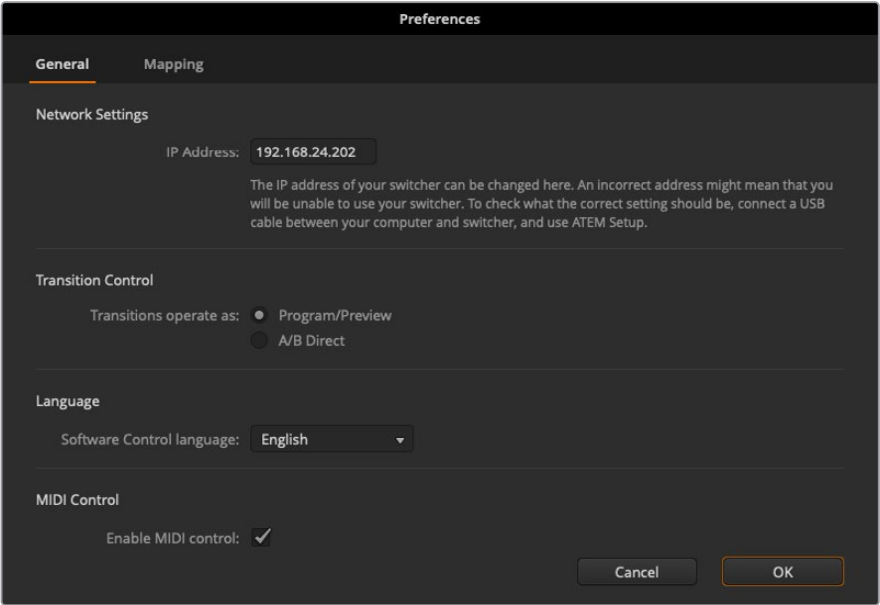 Preferences
General Mapping
Network Settings
IP Address: 192.168.24.202
The IP address of your switcher can be changed here. An incorrect address might mean that you
will be unable to use your switcher. To check what the correct setting should be, connect a USB
cable between your computer and switcher, and use ATEM Setup.
Transition Control
Transitions operate as: Program/Preview
A/B Direct
Language
Software Control language: English
MIDI Control
Enable MIDI control:
Cancel OK